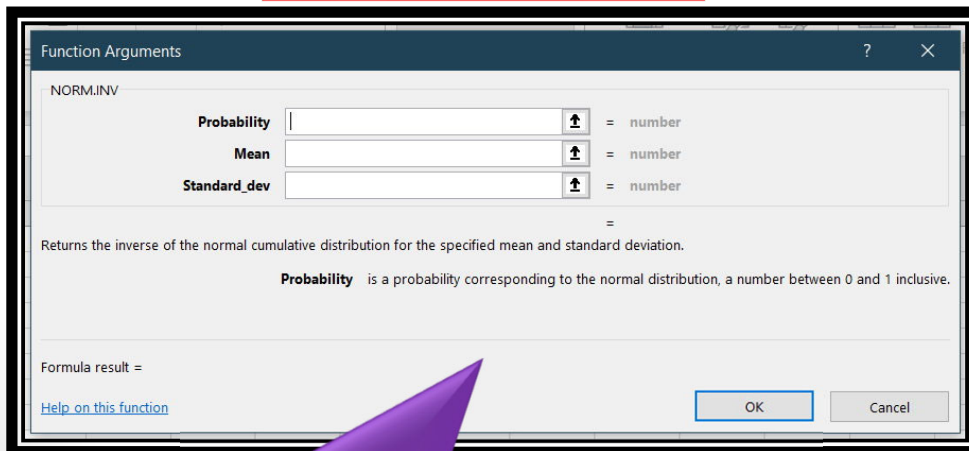 Function Arguments ? ×
NORM.INV
Probability = number
Mean = number
Standard_dev = number
=
Returns the inverse of the normal cumulative distribution for the specified mean and standard deviation.
Probability is a probability corresponding to the normal distribution, a number between 0 and 1 inclusive.
Formula result =
Help on this function OK Cancel